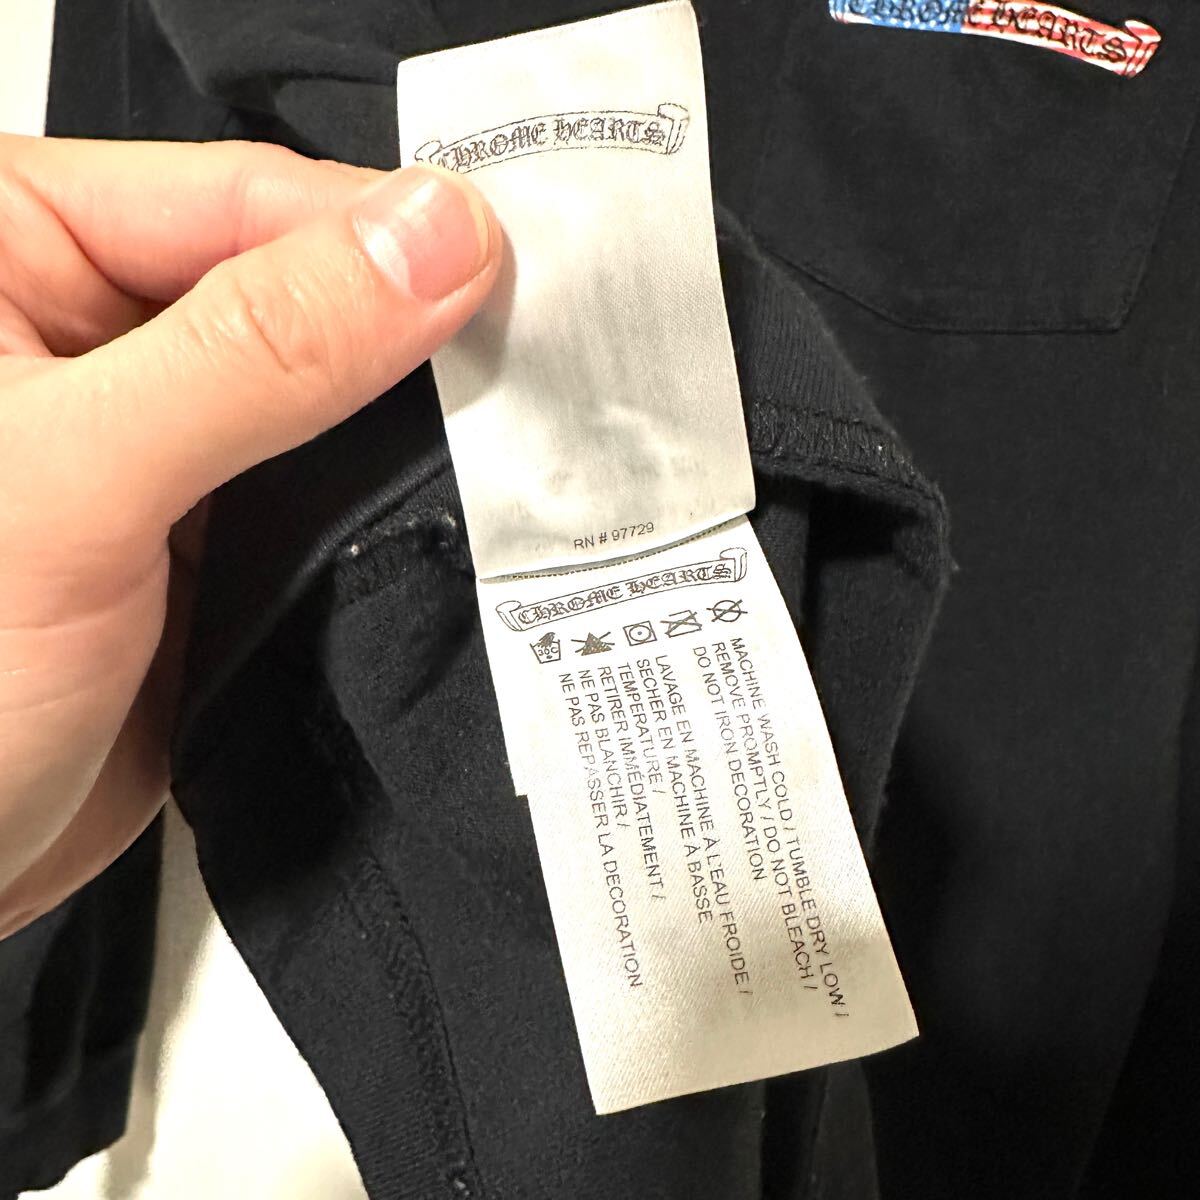 CHROME HEARTS
CHROME HEARTS
RN # 97729
CHROME HEARTS
30C
MACHINE WASH COLD / TUMBLE DRY LOW /
REMOVE PROMPTLY / DO NOT BLEACH /
DO NOT IRON DECORATION
LAVAGE EN MACHINE À L'EAU FROIDE /
SECHER EN MACHINE À BASSE
TEMPERATURE /
RETIRER IMMÉDIATEMENT /
NE PAS BLANCHIR /
NE PAS REPASSER LA DECORATION